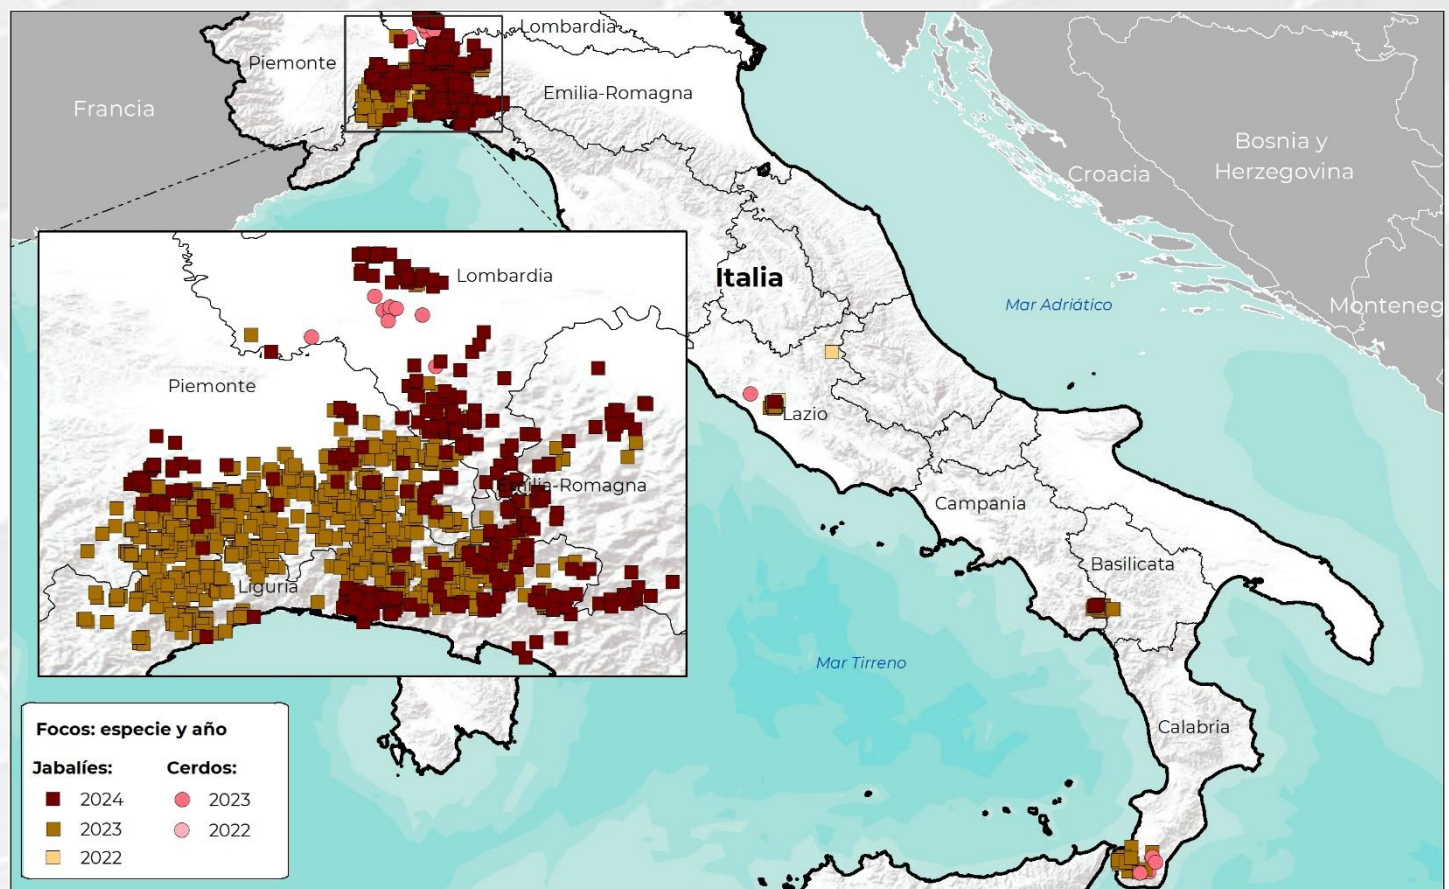 Lombardia
Piemonte
Emilia-Romagna
Francia
Bosnia y
Herzegovina
Croacia
Italia
Mar Adriático
Monteneg
Lombardia
Piemonte
Emilia-Romagna
Liguria
Lazio
Campania
Basilicata
Mar Tirreno
Calabria
Focos: especie y año
Jabalíes: Cerdos:
2024 2023
2023 2022
2022